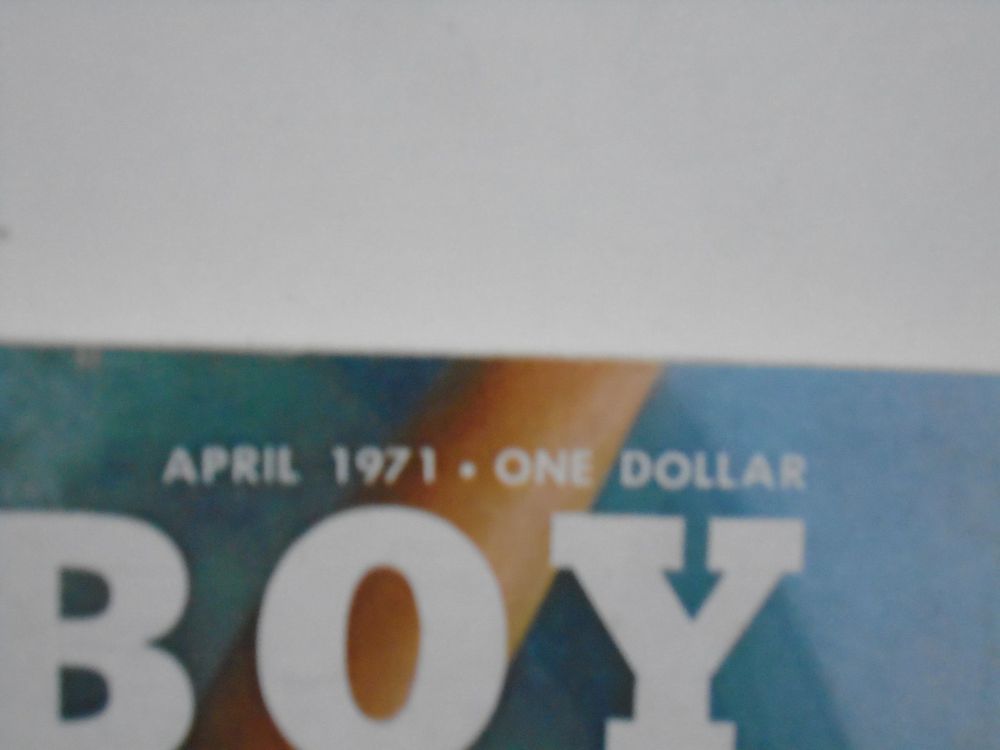 APRIL 1971 • ONE DOLLAR
BOY